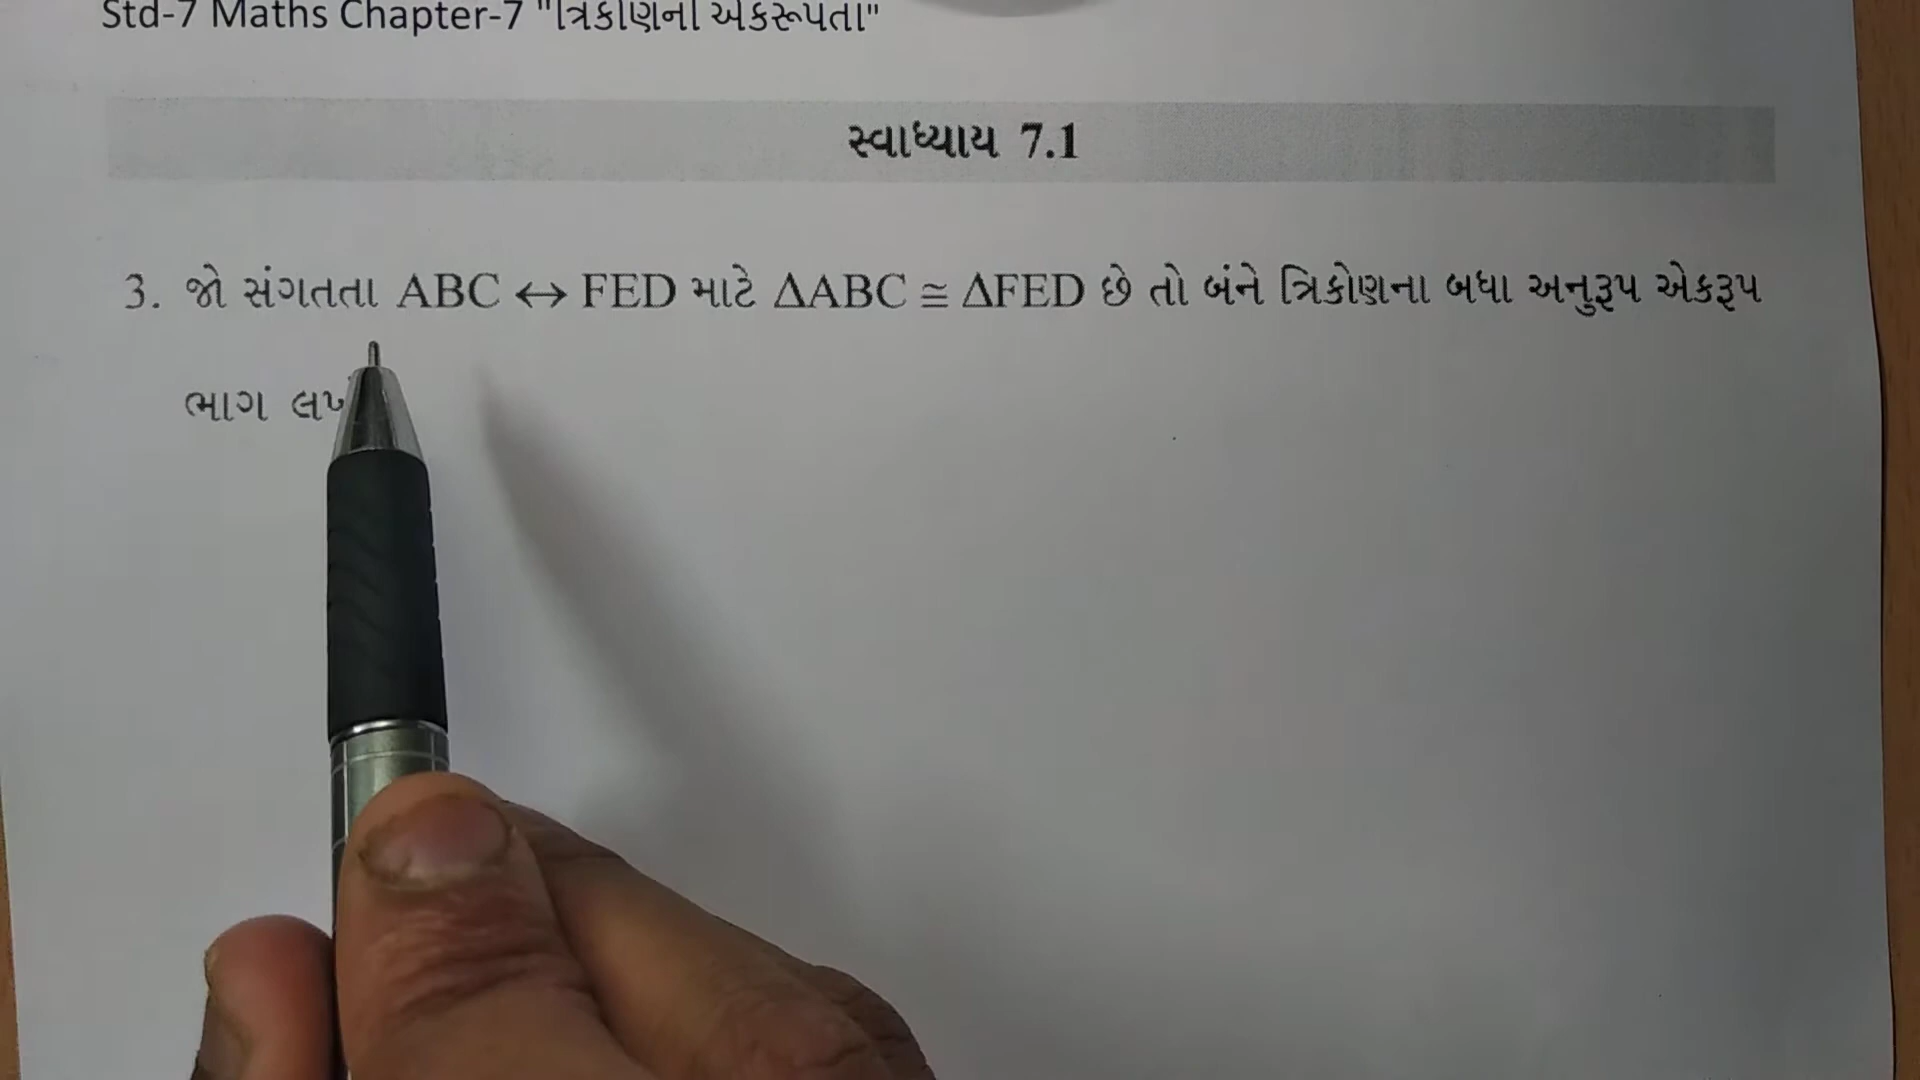 Std-7 Maths Chapter-7 "ત્રિકોણની એકરૂપતા"
સ્વાધ્યાય 7.1
3. જો સંગતતા ABC ↔ FED માટે ΔABC ≅ ΔFED છે તો બંને ત્રિકોણના બધા અનુરૂપ એકરૂપ
ભાગ